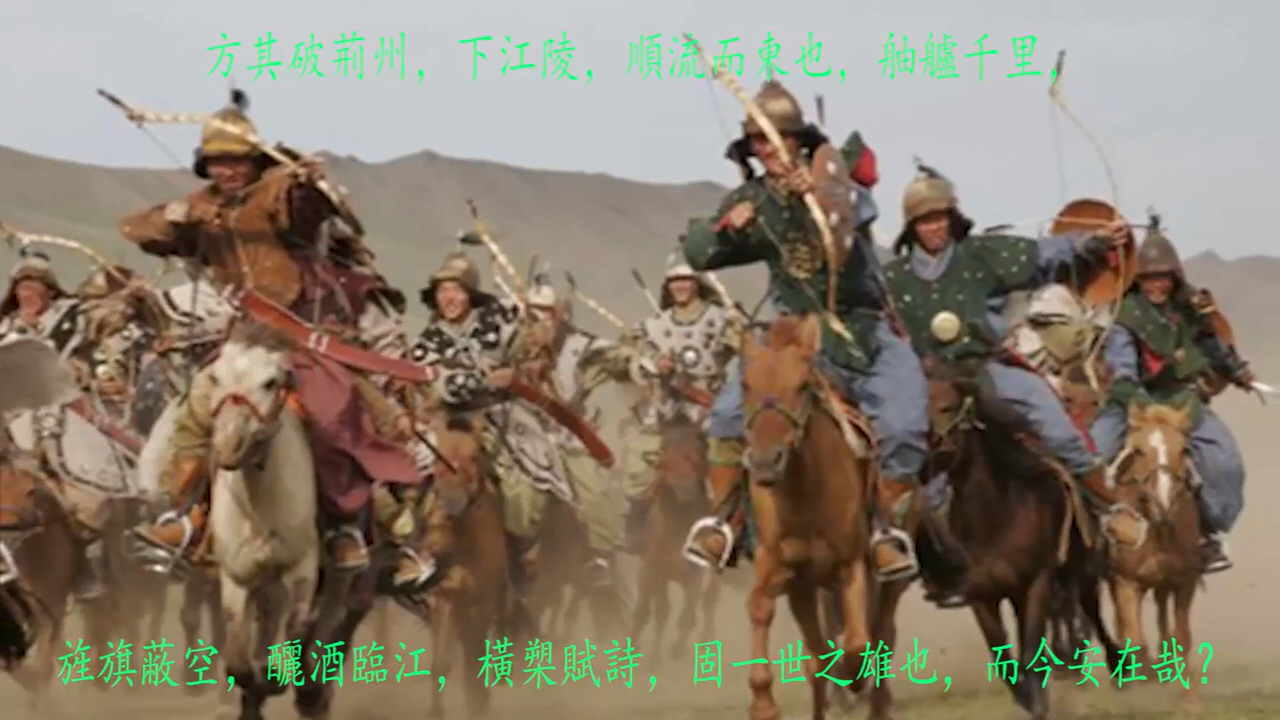 方其破荊州，下江陵，順流而東也，舳艫千里，
旌旗蔽空，釃酒臨江，橫槊賦詩，固一世之雄也，而今安在哉？